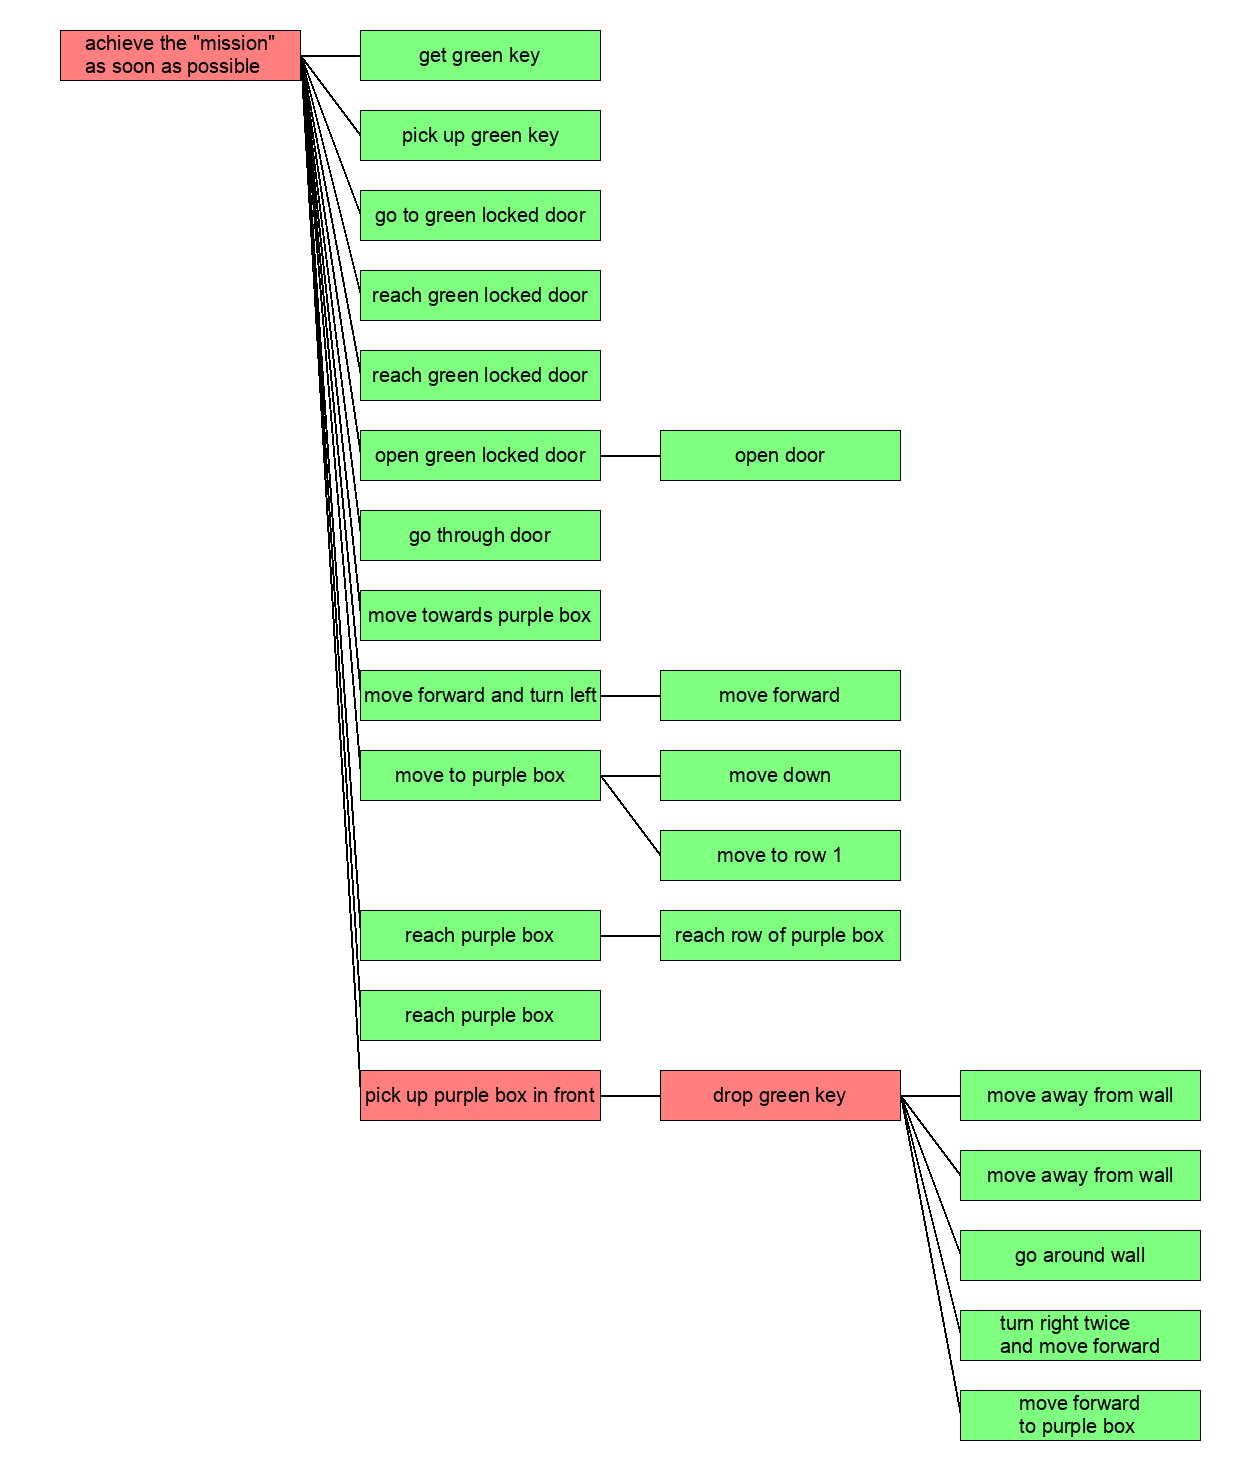 achieve the "mission"
as soon as possible
get green key
pick up green key
go to green locked door
reach green locked door
reach green locked door
open green locked door
open door
go through door
move towards purple box
move forward and turn left
move forward
move to purple box
move down
move to row 1
reach purple box
reach row of purple box
reach purple box
pick up purple box in front
drop green key
move away from wall
move away from wall
go around wall
turn right twice
and move forward
move forward
to purple box